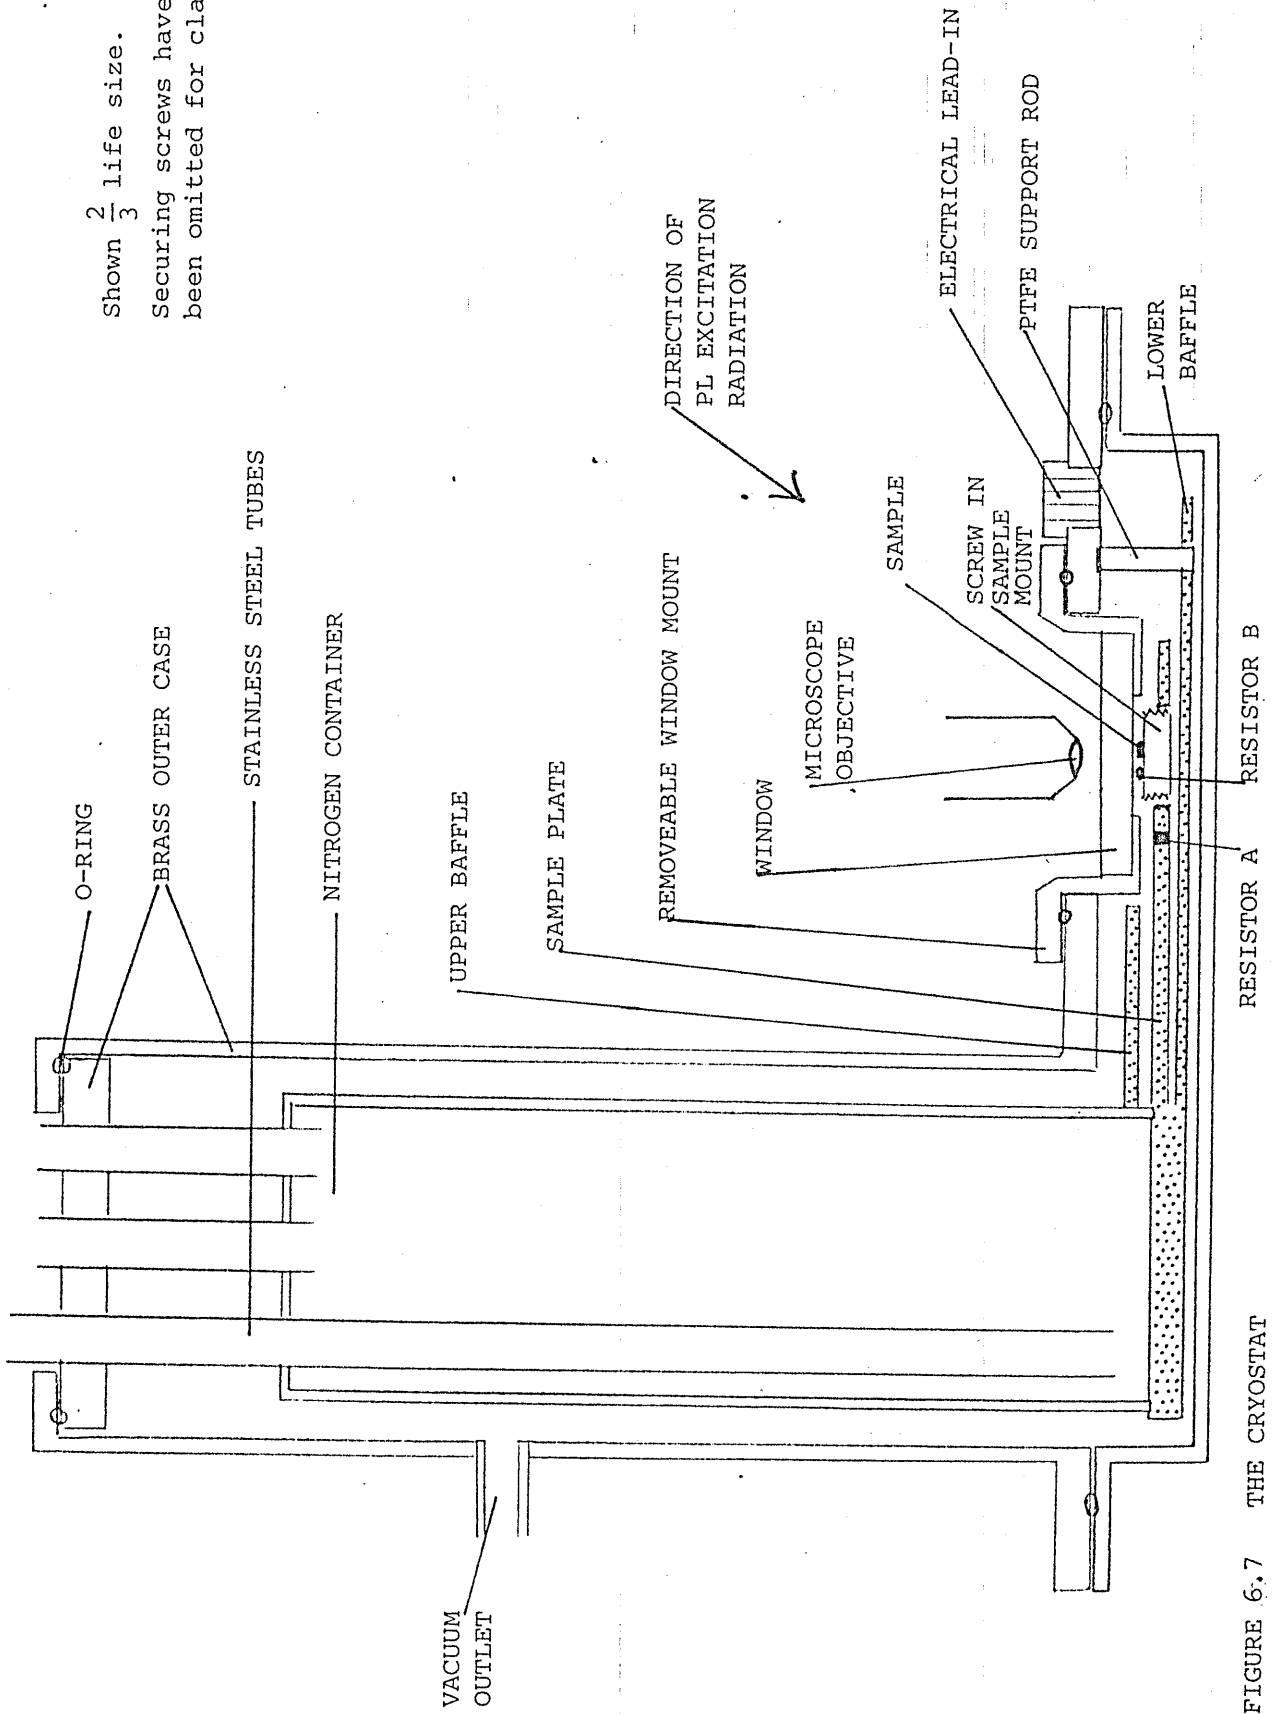 Shown 2/3 life size.
Securing screws have
been omitted for cla
O-RING
BRASS OUTER CASE
STAINLESS STEEL TUBES
NITROGEN CONTAINER
UPPER BAFFLE
SAMPLE PLATE
REMOVEABLE WINDOW MOUNT
WINDOW
MICROSCOPE
OBJECTIVE
DIRECTION OF
PL EXCITATION
RADIATION
SAMPLE
SCREW IN
SAMPLE
MOUNT
ELECTRICAL LEAD-IN
PTFE SUPPORT ROD
LOWER
BAFFLE
VACUUM
OUTLET
RESISTOR A
RESISTOR B
FIGURE 6.7 THE CRYOSTAT